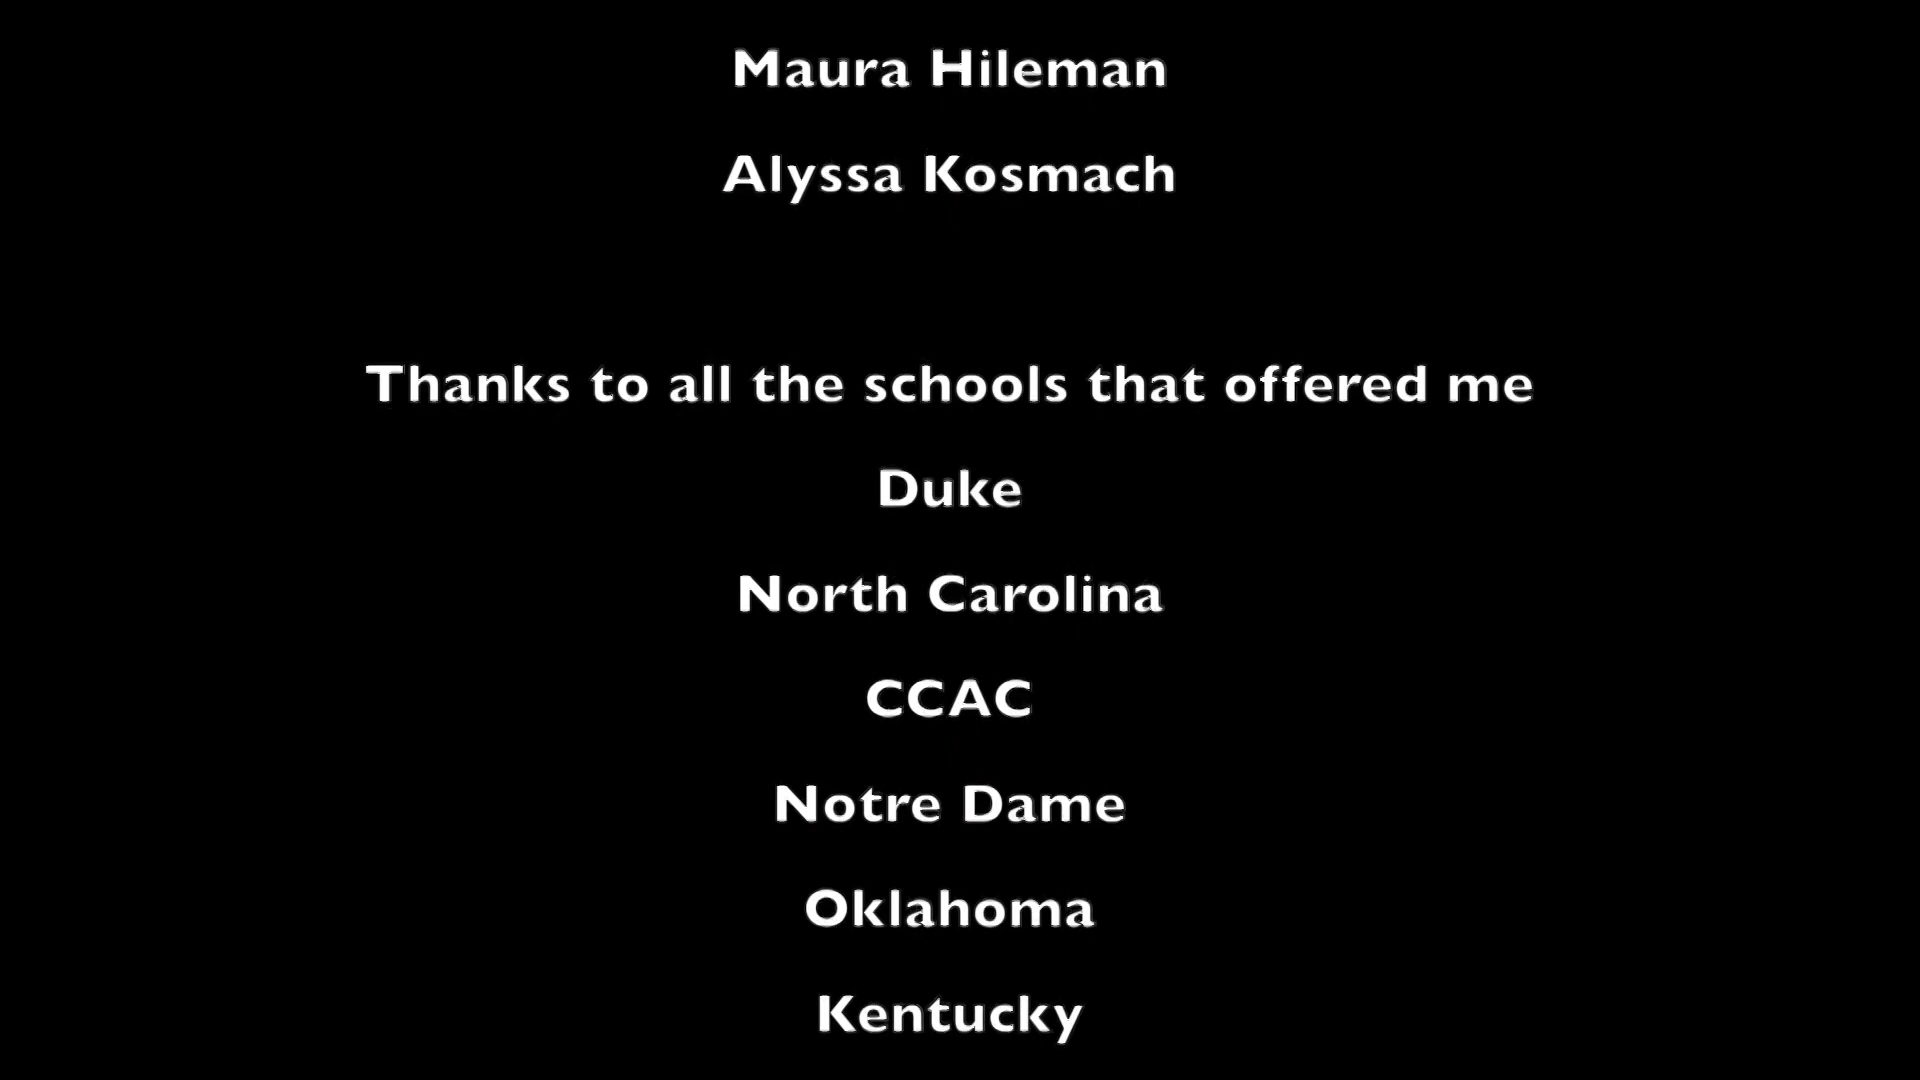 Maura Hileman
Alyssa Kosmach
Thanks to all the schools that offered me
Duke
North Carolina
CCAC
Notre Dame
Oklahoma
Kentucky